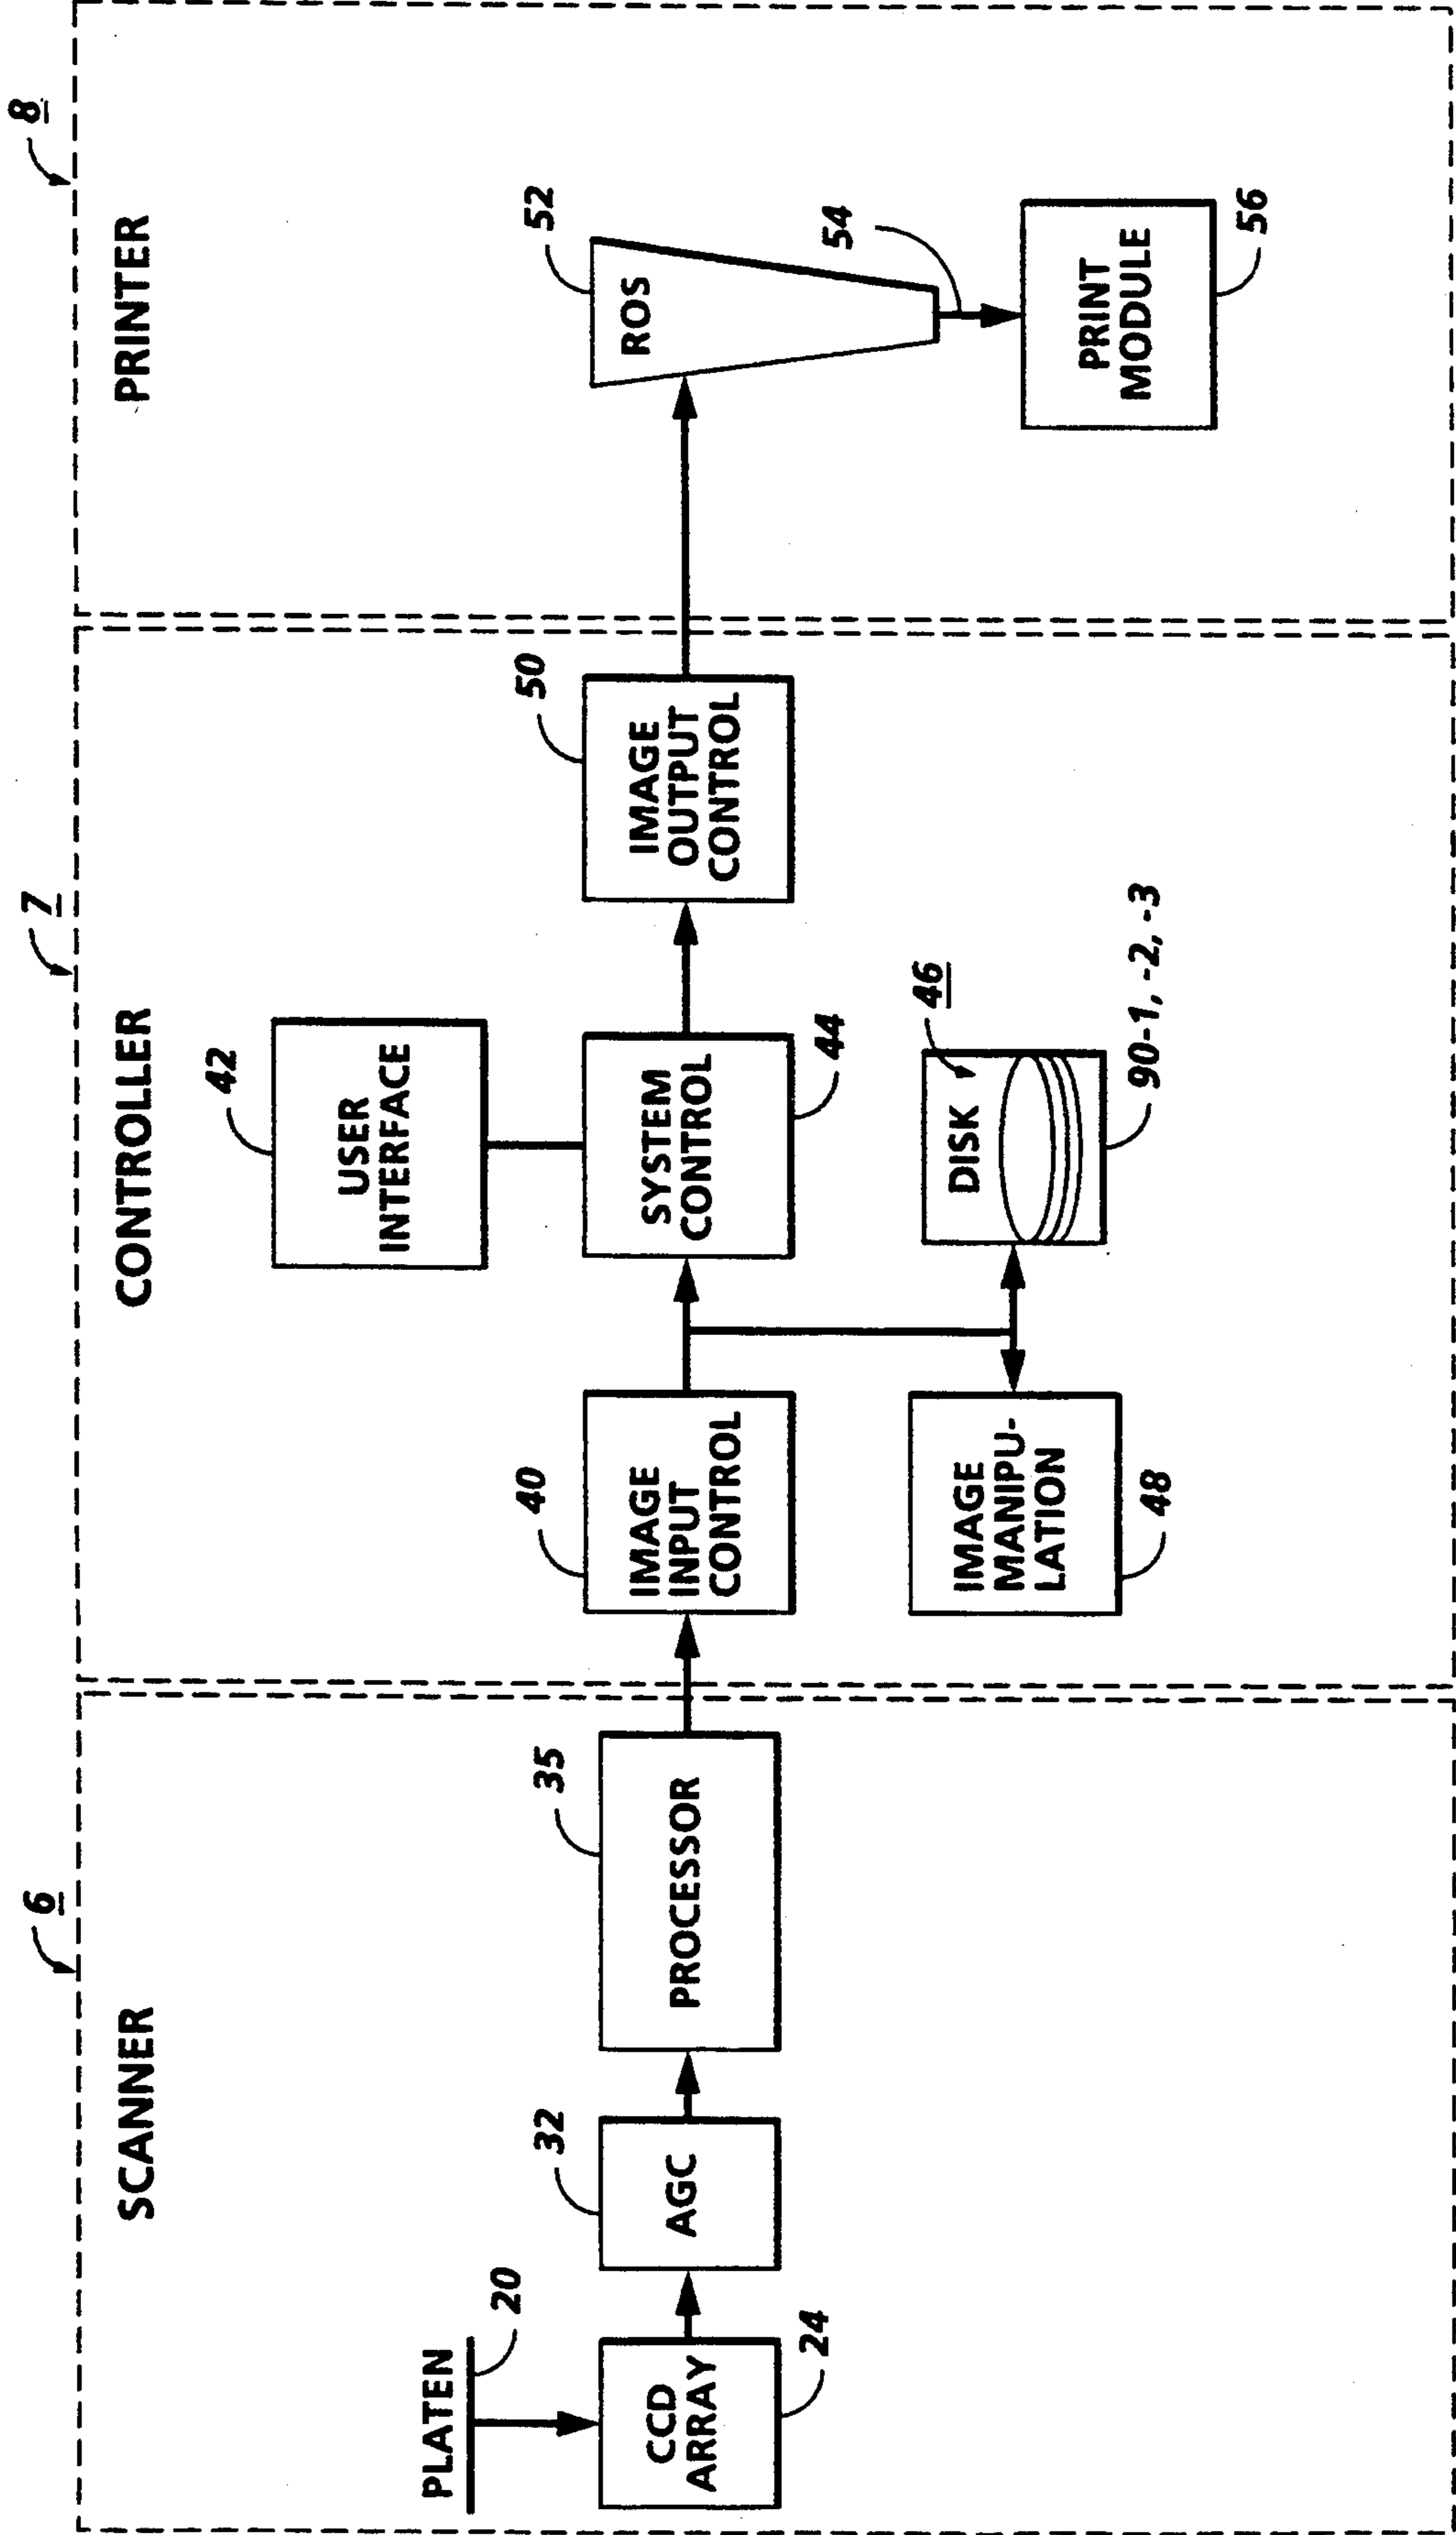 6
7
8
SCANNER
CONTROLLER
PRINTER
PLATEN
20
CCD
ARRAY
24
AGC
32
PROCESSOR
35
IMAGE
INPUT
CONTROL
40
USER
INTERFACE
42
SYSTEM
CONTROL
44
DISK
46
90-1, -2, -3
IMAGE
MANIPU-
LATION
48
IMAGE
OUTPUT
CONTROL
50
ROS
52
54
PRINT
MODULE
56